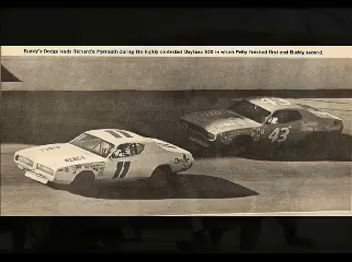 Buddy's Dodge leads Richard's Plymouth during the highly contested Daytona 500 in which Petty finished first and Buddy second.
11
11
43